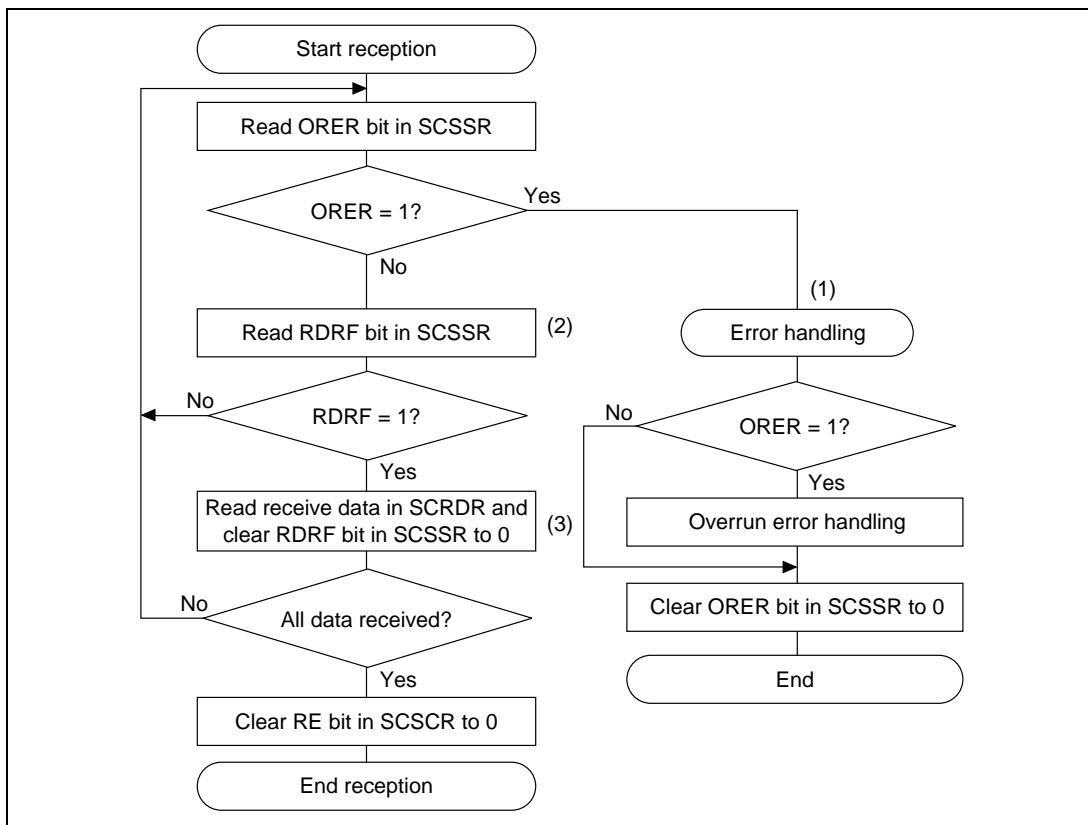 Start reception
Read ORER bit in SCSSR
ORER = 1?
Yes
No
Read RDRF bit in SCSSR
(2)
RDRF = 1?
No
Yes
Read receive data in SCRDR and
clear RDRF bit in SCSSR to 0
(3)
All data received?
No
Yes
Clear RE bit in SCSCR to 0
End reception
(1)
Error handling
ORER = 1?
No
Yes
Overrun error handling
Clear ORER bit in SCSSR to 0
End